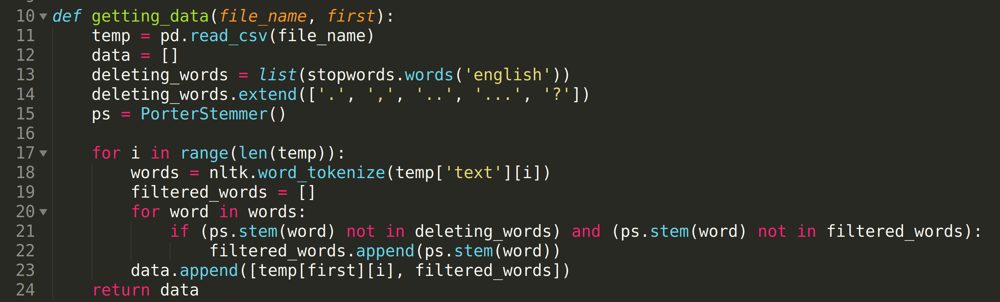 10 def getting_data(file_name, first):
11     temp = pd.read_csv(file_name)
12     data = []
13     deleting_words = list(stopwords.words('english'))
14     deleting_words.extend(['.', ',', '..', '...', '?'])
15     ps = PorterStemmer()
16
17     for i in range(len(temp)):
18         words = nltk.word_tokenize(temp['text'][i])
19         filtered_words = []
20         for word in words:
21             if (ps.stem(word) not in deleting_words) and (ps.stem(word) not in filtered_words):
22                 filtered_words.append(ps.stem(word))
23         data.append([temp[first][i], filtered_words])
24     return data